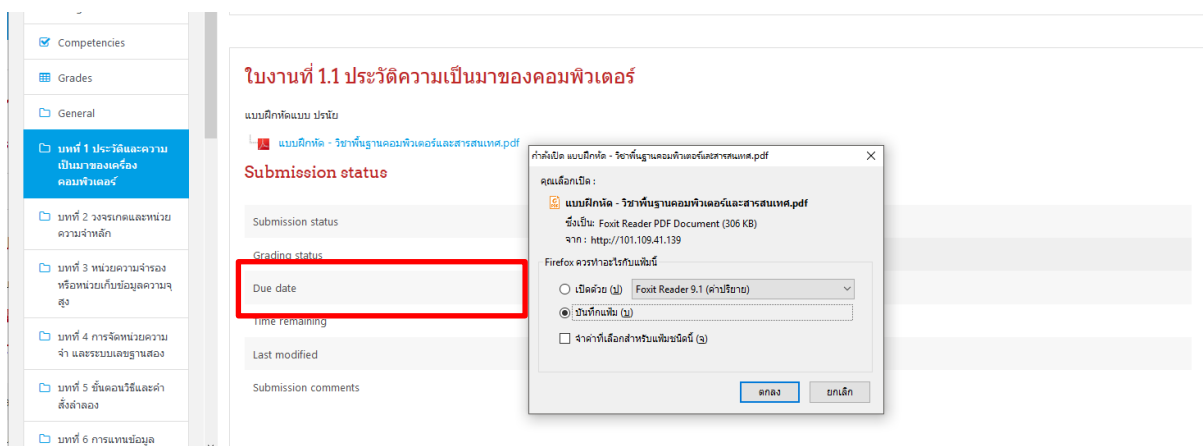 Competencies
Grades
General
บทที่ 1 ประวัติและความ
เป็นมาของเครื่อง
คอมพิวเตอร์
บทที่ 2 วงจรเกตและหน่วย
ความจำหลัก
บทที่ 3 หน่วยความจำรอง
หรือหน่วยเก็บข้อมูลความจุ
สูง
บทที่ 4 การจัดหน่วยความ
จำ และระบบเลขฐานสอง
บทที่ 5 ขั้นตอนวิธีและคำ
สั่งลำลอง
บทที่ 6 การแทนข้อมูล
ใบงานที่ 1.1 ประวัติความเป็นมาของคอมพิวเตอร์
แบบฝึกหัดแบบ ปรนัย
แบบฝึกหัด - วิชาพื้นฐานคอมพิวเตอร์และสารสนเทศ.pdf
Submission status
Submission status
Grading status
Due date
Time remaining
Last modified
Submission comments
กำลังเปิด แบบฝึกหัด - วิชาพื้นฐานคอมพิวเตอร์และสารสนเทศ.pdf
คุณเลือกเปิด :
แบบฝึกหัด - วิชาพื้นฐานคอมพิวเตอร์และสารสนเทศ.pdf
ซึ่งเป็น: Foxit Reader PDF Document (306 KB)
จาก : http://101.109.41.139
Firefox ควรทำอะไรกับแฟ้มนี้
เปิดด้วย (ป) Foxit Reader 9.1 (ค่าปริยาย)
บันทึกแฟ้ม (บ)
จำค่าที่เลือกสำหรับแฟ้มชนิดนี้ (จ)
ตกลง ยกเลิก